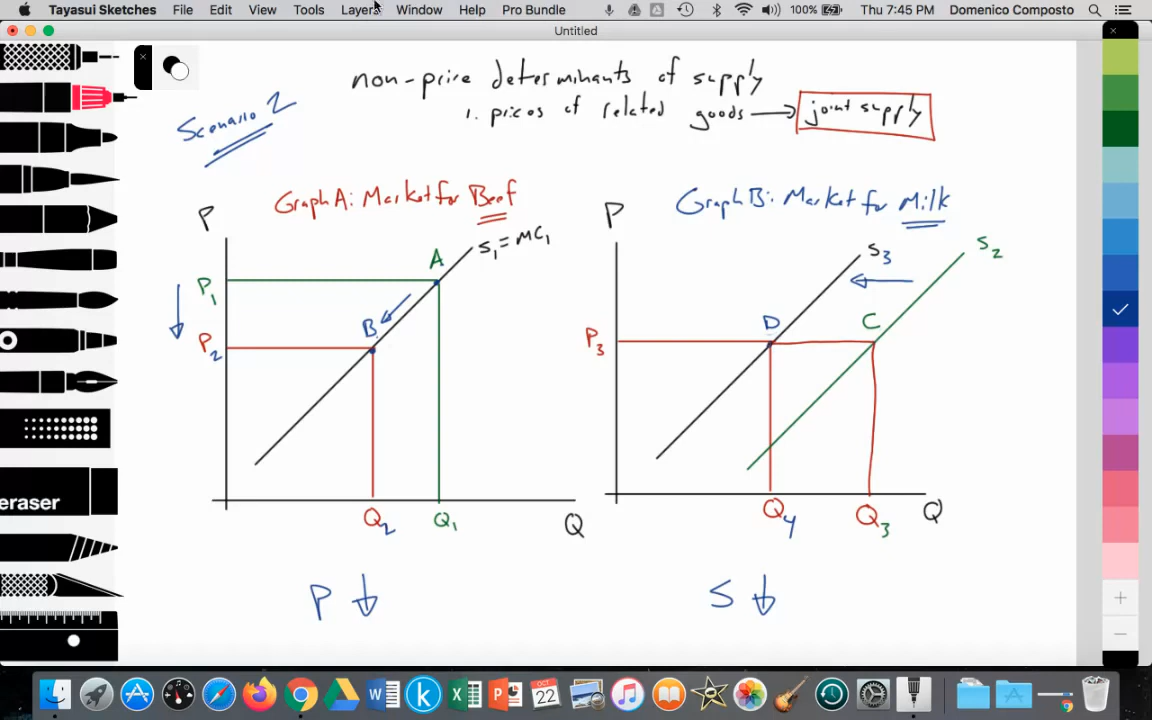 Tayasui Sketches File Edit View Tools Layers Window Help Pro Bundle 100% Thu 7:45 PM Domenico Composto
Untitled
non-price determinants of supply
Scenario 2
1. prices of related goods → joint supply
Graph A: Market for Beef
Graph B: Market for Milk
P
P
S1 = MC1
S3
S2
A
P1
B
D
C
P2
P3
Q2
Q1
Q
Q4
Q3
Q
eraser
P ↓
S ↓
OCT
22